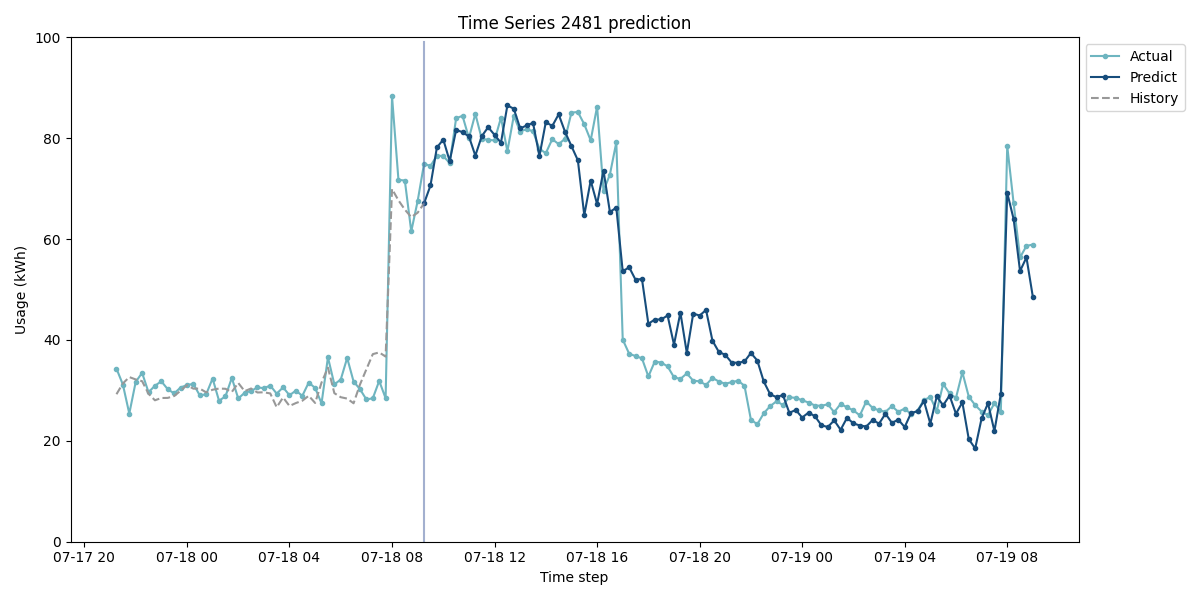 Time Series 2481 prediction
Usage (kWh)
100
80
60
40
20
0
07-17 20
07-18 00
07-18 04
07-18 08
07-18 12
07-18 16
07-18 20
07-19 00
07-19 04
07-19 08
Time step
Actual
Predict
History